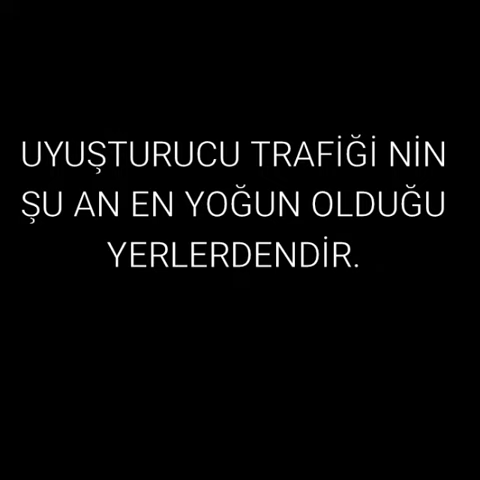 UYUŞTURUCU TRAFİĞİ NİN
ŞU AN EN YOĞUN OLDUĞU
YERLERDENDİR.